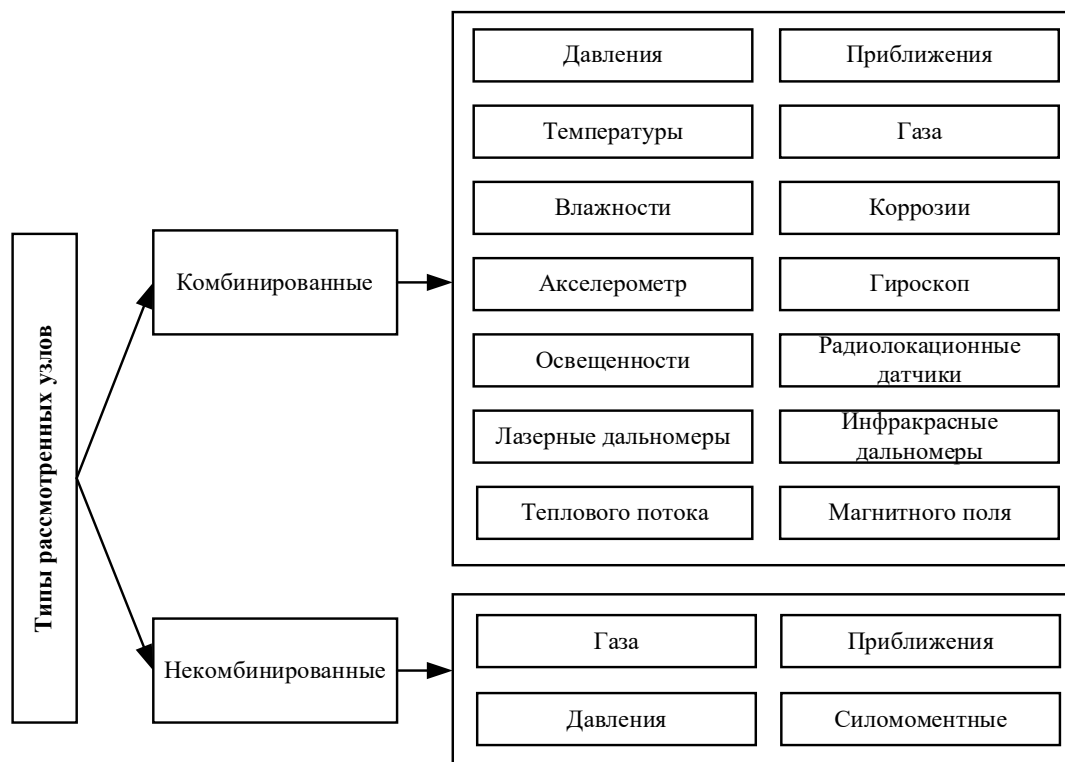 Типы рассмотренных узлов
Комбинированные
Давления
Приближения
Температуры
Газа
Влажности
Коррозии
Акселерометр
Гироскоп
Освещенности
Радиолокационные
датчики
Лазерные дальномеры
Инфракрасные
дальномеры
Теплового потока
Магнитного поля
Некомбинированные
Газа
Приближения
Давления
Силомоментные